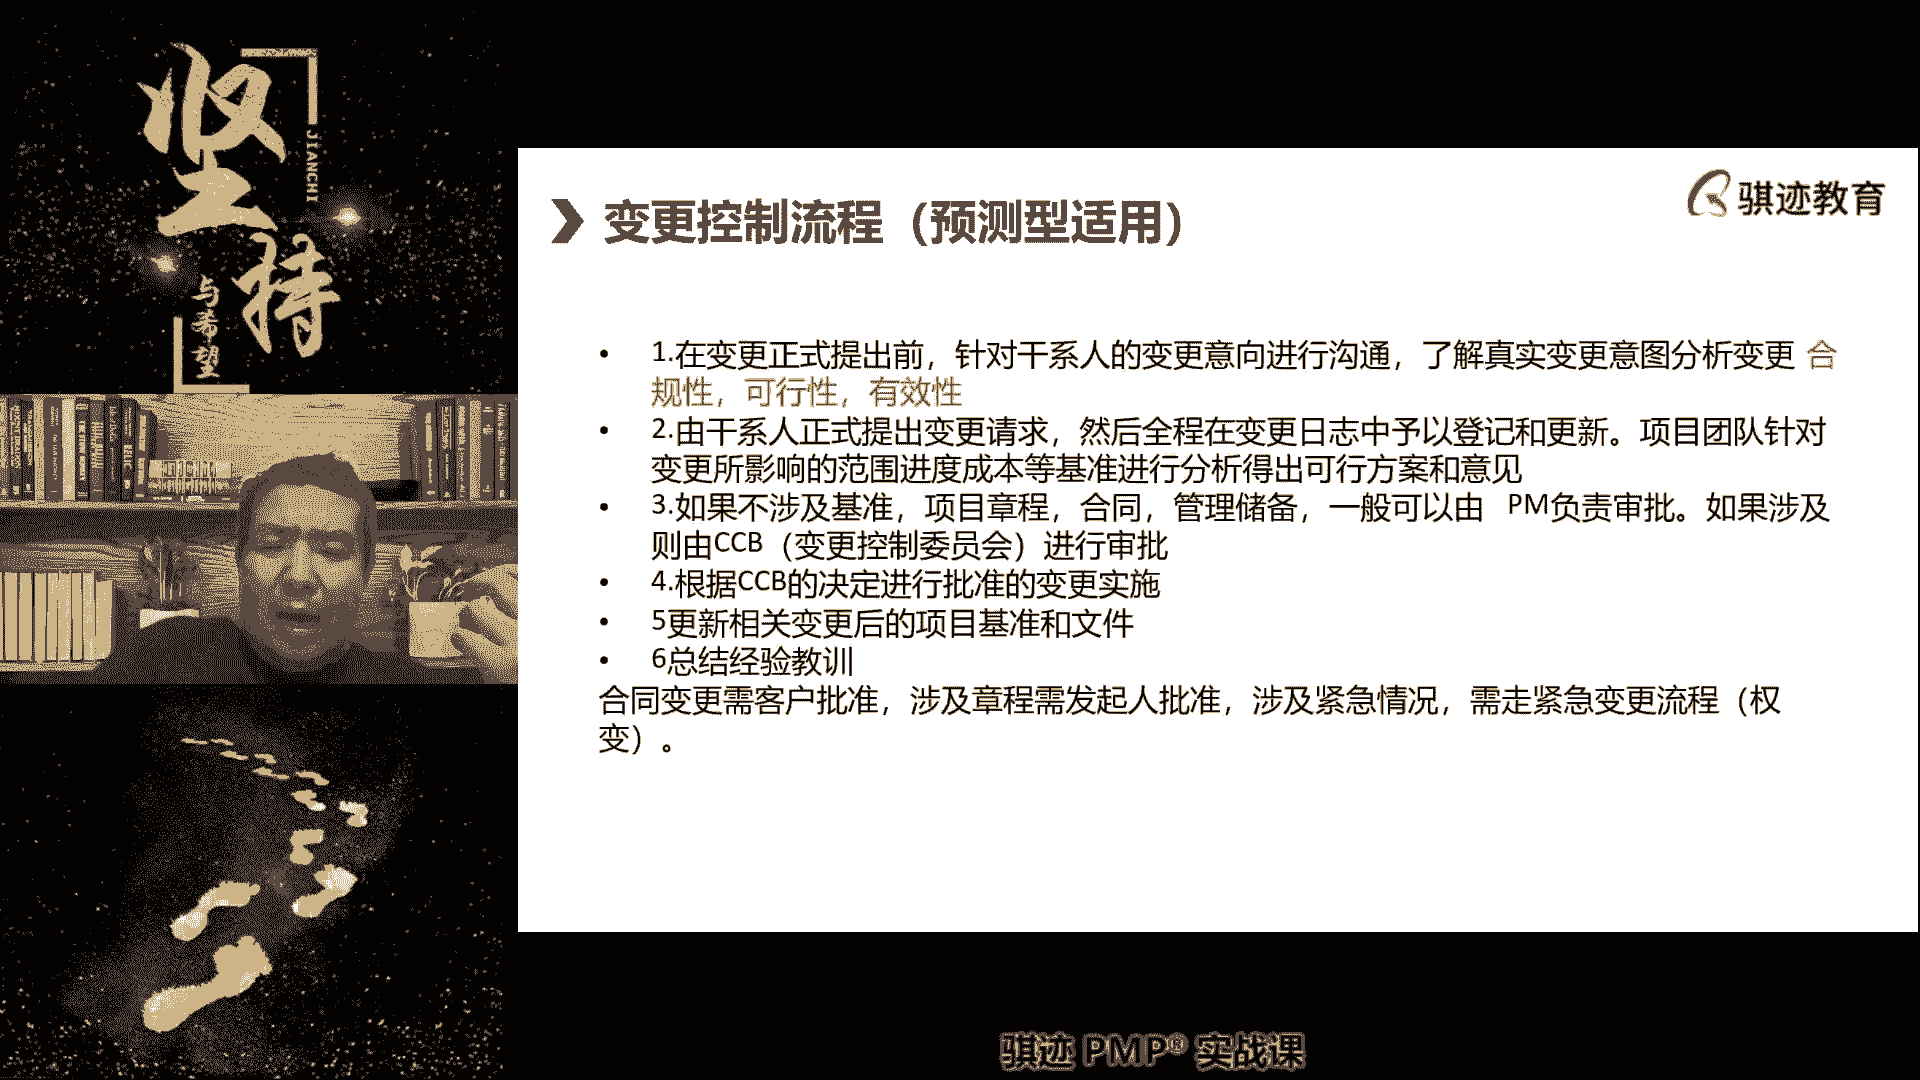 坚持
JIANCHI
与希望
骐迹教育
变更控制流程（预测型适用）
• 1.在变更正式提出前，针对干系人的变更意向进行沟通，了解真实变更意图分析变更 合
规性，可行性，有效性
• 2.由干系人正式提出变更请求，然后全程在变更日志中予以登记和更新。项目团队针对
变更所影响的范围进度成本等基准进行分析得出可行方案和意见
• 3.如果不涉及基准，项目章程，合同，管理储备，一般可以由 PM负责审批。如果涉及
则由CCB（变更控制委员会）进行审批
• 4.根据CCB的决定进行批准的变更实施
• 5更新相关变更后的项目基准和文件
• 6总结经验教训
合同变更需客户批准，涉及章程需发起人批准，涉及紧急情况，需走紧急变更流程（权
变）。
骐迹 PMP® 实战课